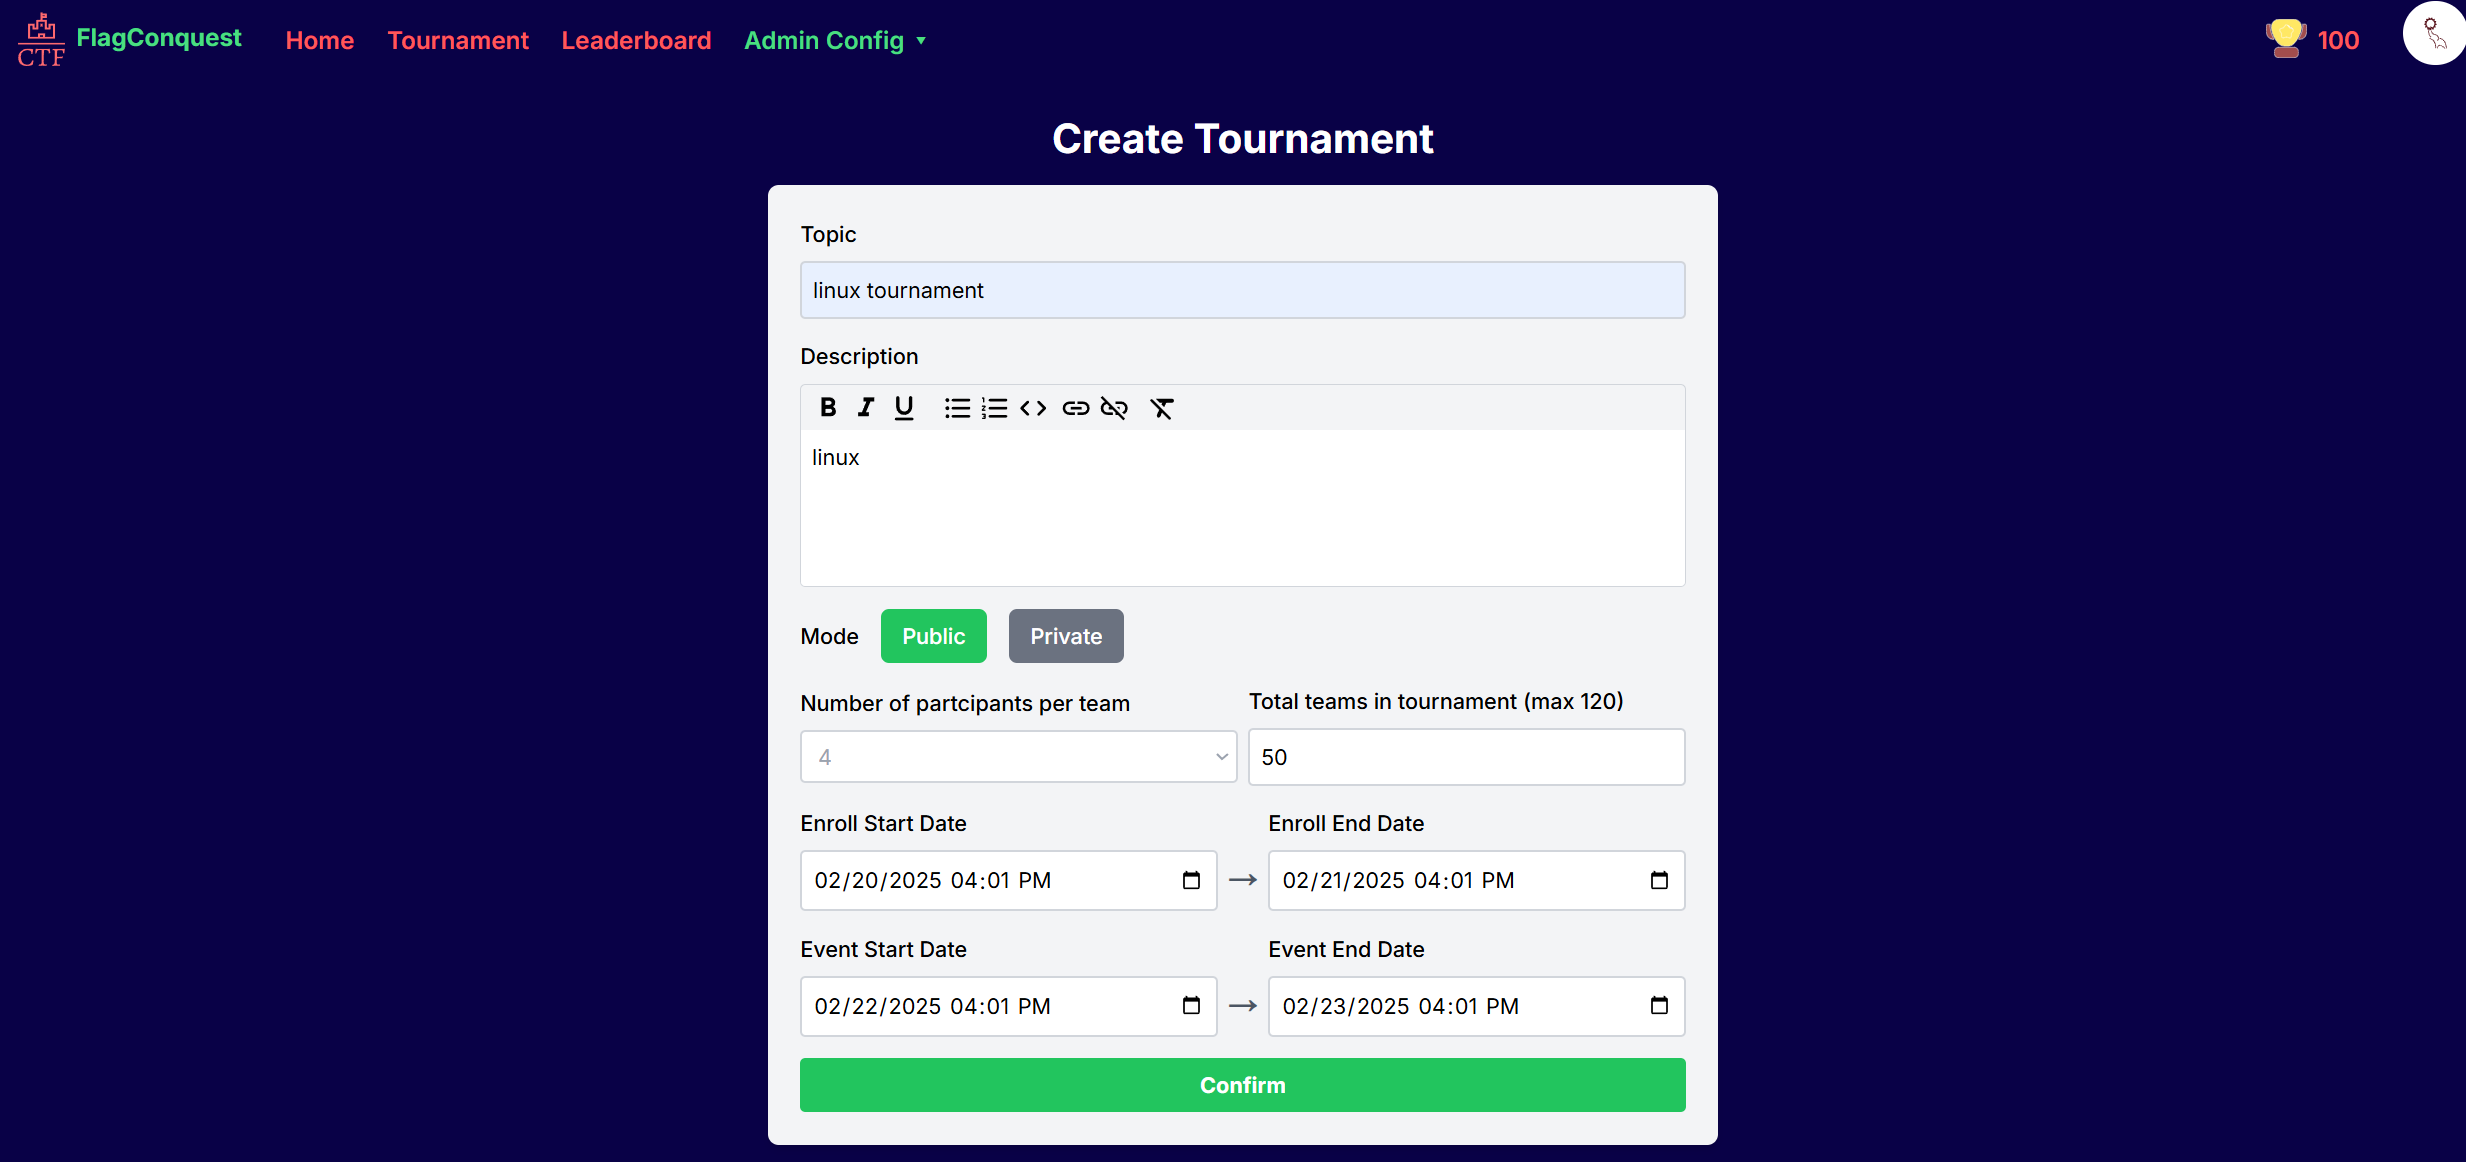 CTF FlagConquest Home Tournament Leaderboard Admin Config 100
Create Tournament
Topic
linux tournament
Description
linux
Mode Public Private
Number of partcipants per team Total teams in tournament (max 120)
4 50
Enroll Start Date Enroll End Date
02/20/2025 04:01 PM → 02/21/2025 04:01 PM
Event Start Date Event End Date
02/22/2025 04:01 PM → 02/23/2025 04:01 PM
Confirm